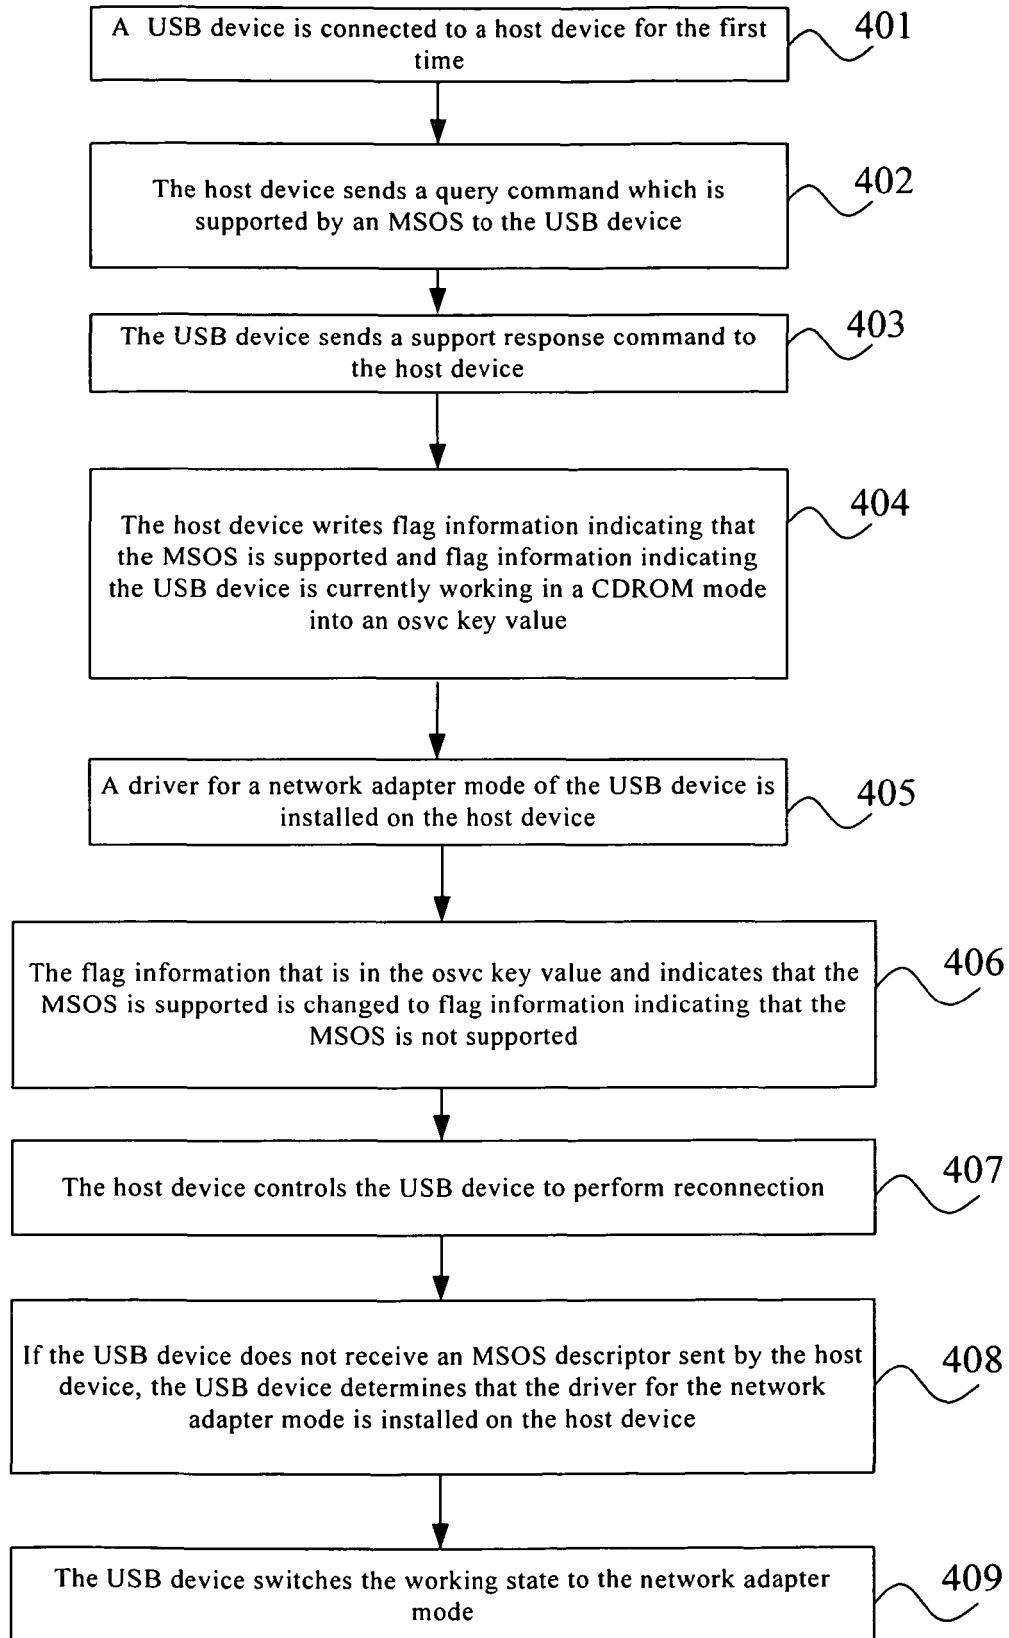 A USB device is connected to a host device for the first
time
401
The host device sends a query command which is
supported by an MSOS to the USB device
402
The USB device sends a support response command to
the host device
403
The host device writes flag information indicating that
the MSOS is supported and flag information indicating
the USB device is currently working in a CDROM mode
into an osvc key value
404
A driver for a network adapter mode of the USB device is
installed on the host device
405
The flag information that is in the osvc key value and indicates that the
MSOS is supported is changed to flag information indicating that the
MSOS is not supported
406
The host device controls the USB device to perform reconnection
407
If the USB device does not receive an MSOS descriptor sent by the host
device, the USB device determines that the driver for the network
adapter mode is installed on the host device
408
The USB device switches the working state to the network adapter
mode
409